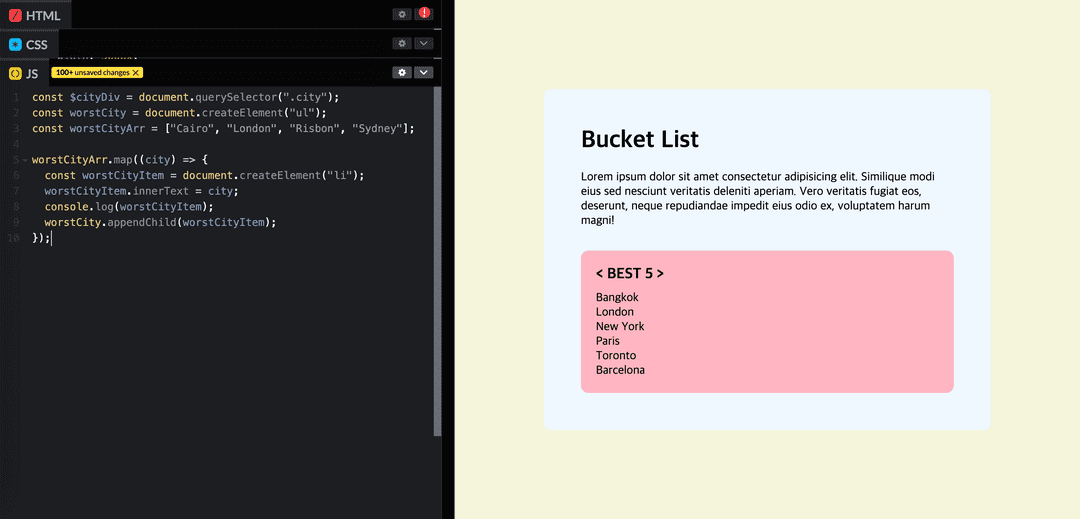 HTML
CSS
JS
100+ unsaved changes
1 const $cityDiv = document.querySelector(".city");
2 const worstCity = document.createElement("ul");
3 const worstCityArr = ["Cairo", "London", "Risbon", "Sydney"];
4
5 worstCityArr.map((city) => {
6 const worstCityItem = document.createElement("li");
7 worstCityItem.innerText = city;
8 console.log(worstCityItem);
9 worstCity.appendChild(worstCityItem);
10 });
Bucket List
Lorem ipsum dolor sit amet consectetur adipisicing elit. Similique modi
eius sed nesciunt veritatis deleniti aperiam. Vero veritatis fugiat eos,
deserunt, neque repudiandae impedit eius odio ex, voluptatem harum
magni!
< BEST 5 >
Bangkok
London
New York
Paris
Toronto
Barcelona